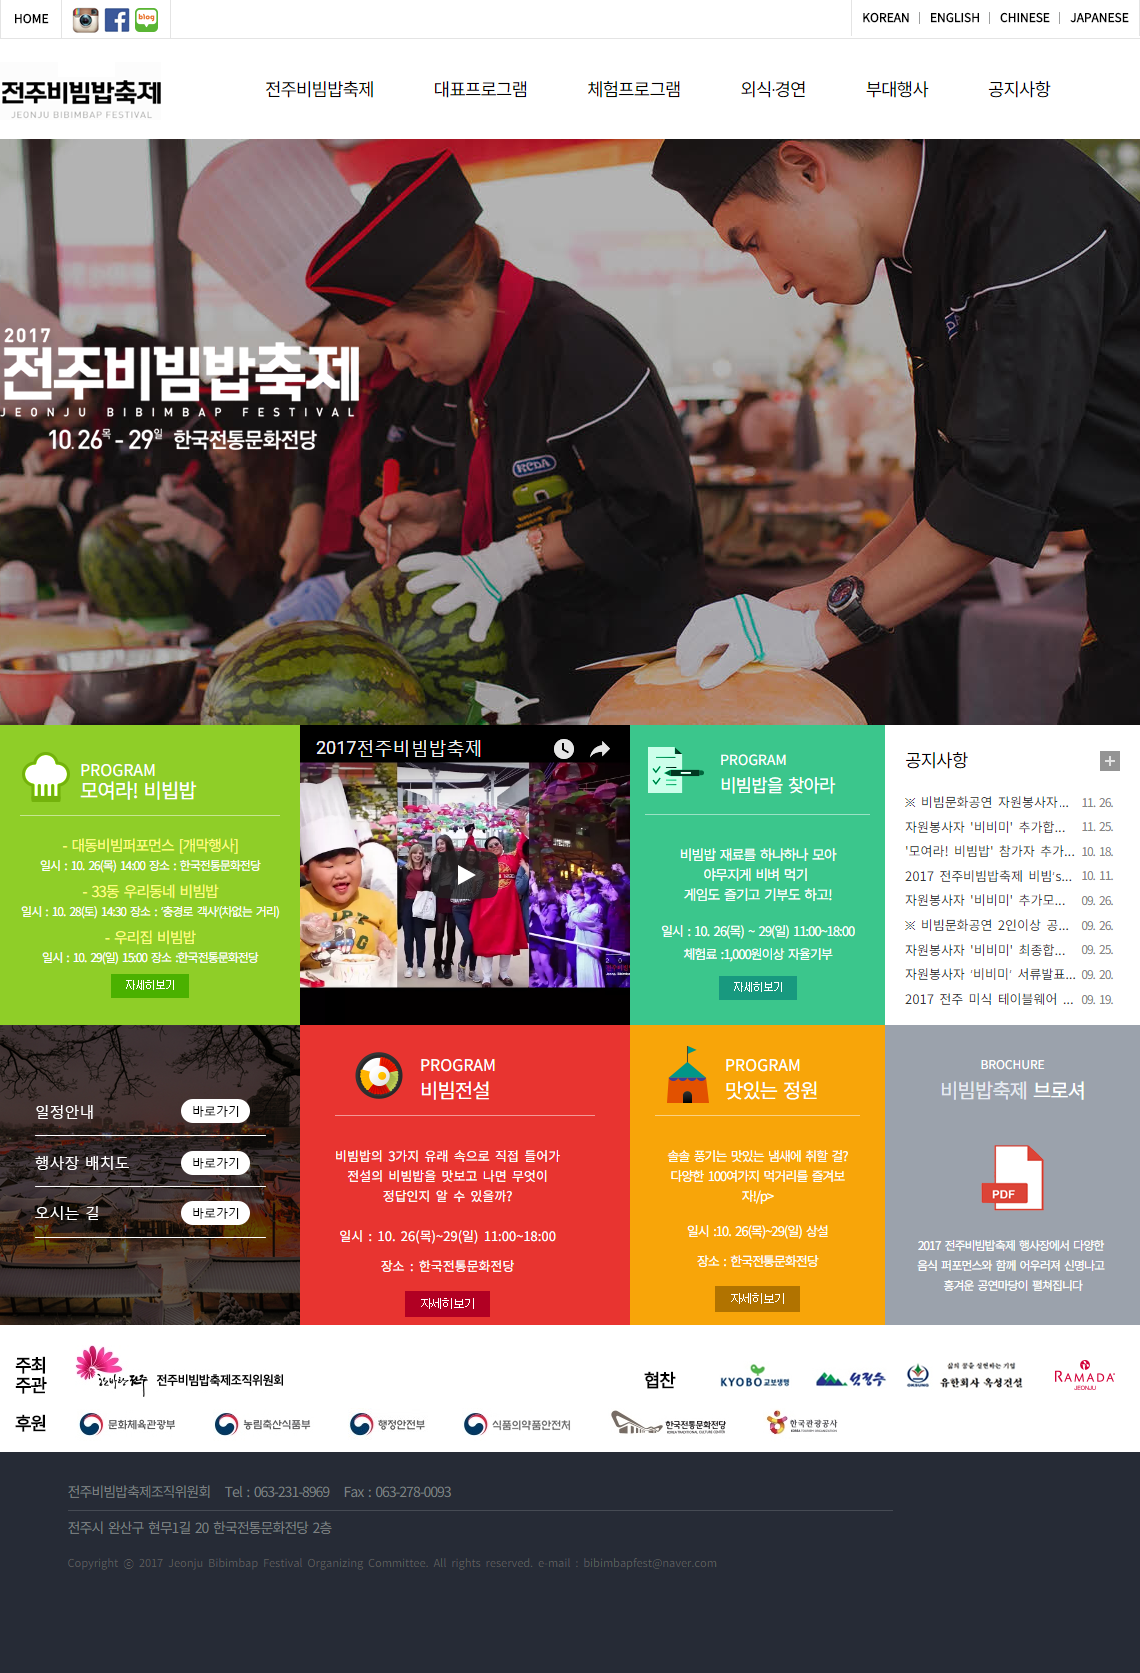 HOME
blog
KOREAN | ENGLISH | CHINESE | JAPANESE
전주비빔밥축제
JEONJU BIBIMBAP FESTIVAL
전주비빔밥축제 대표프로그램 체험프로그램 외식·경연 부대행사 공지사항
2017
전주비빔밥축제
JEONJU BIBIMBAP FESTIVAL
10. 26목 - 29일 한국전통문화전당
KCDA
PROGRAM
모여라! 비빕밥
- 대동비빔퍼포먼스 [개막행사]
일시 : 10. 26(목) 14:00 장소 : 한국전통문화전당
- 33동 우리동네 비빔밥
일시 : 10. 28(토) 14:30 장소 : '충경로 객사'(차없는 거리)
- 우리집 비빔밥
일시 : 10. 29(일) 15:00 장소 :한국전통문화전당
자세히보기
2017전주비빔밥축제
PROGRAM
비빔밥을 찾아라
비빔밥 재료를 하나하나 모아
야무지게 비벼 먹기
게임도 즐기고 기부도 하고!
일시 : 10. 26(목) ~ 29(일) 11:00~18:00
체험료 :1,000원이상 자율기부
자세히보기
공지사항
※ 비빔문화공연 자원봉사자... 11. 26.
자원봉사자 '비비미' 추가합... 11. 25.
'모여라! 비빔밥' 참가자 추가... 10. 18.
2017 전주비빔밥축제 비빔's... 10. 11.
자원봉사자 '비비미' 추가모... 09. 26.
※ 비빔문화공연 2인이상 공... 09. 26.
자원봉사자 '비비미' 최종합... 09. 25.
자원봉사자 '비비미' 서류발표... 09. 20.
2017 전주 미식 테이블웨어 ... 09. 19.
일정안내 바로가기
행사장 배치도 바로가기
오시는 길 바로가기
PROGRAM
비빔전설
비빔밥의 3가지 유래 속으로 직접 들어가
전설의 비빔밥을 맛보고 나면 무엇이
정답인지 알 수 있을까?
일시 : 10. 26(목)~29(일) 11:00~18:00
장소 : 한국전통문화전당
자세히보기
PROGRAM
맛있는 정원
솔솔 풍기는 맛있는 냄새에 취할 걸?
다양한 100여가지 먹거리를 즐겨보
자!/p>
일시 :10. 26(목)~29(일) 상설
장소 : 한국전통문화전당
자세히보기
BROCHURE
비빔밥축제 브로셔
PDF
2017 전주비빔밥축제 행사장에서 다양한
음식 퍼포먼스와 함께 어우러져 신명나고
흥겨운 공연마당이 펼쳐집니다
주최
주관
전주비빔밥축제조직위원회
협찬
KYOBO 교보생명
OKSUNG
삶의 꿈을 실현하는 기업
유한회사 옥성건설
RAMADA
JEONJU
후원
문화체육관광부
농림축산식품부
행정안전부
식품의약품안전처
한국전통문화전당
KOREA TRADITIONAL CULTURE CENTER
한국관광공사
전주비빔밥축제조직위원회 Tel : 063-231-8969 Fax : 063-278-0093
전주시 완산구 현무1길 20 한국전통문화전당 2층
Copyright ⓒ 2017 Jeonju Bibimbap Festival Organizing Committee. All rights reserved. e-mail : bibimbapfest@naver.com